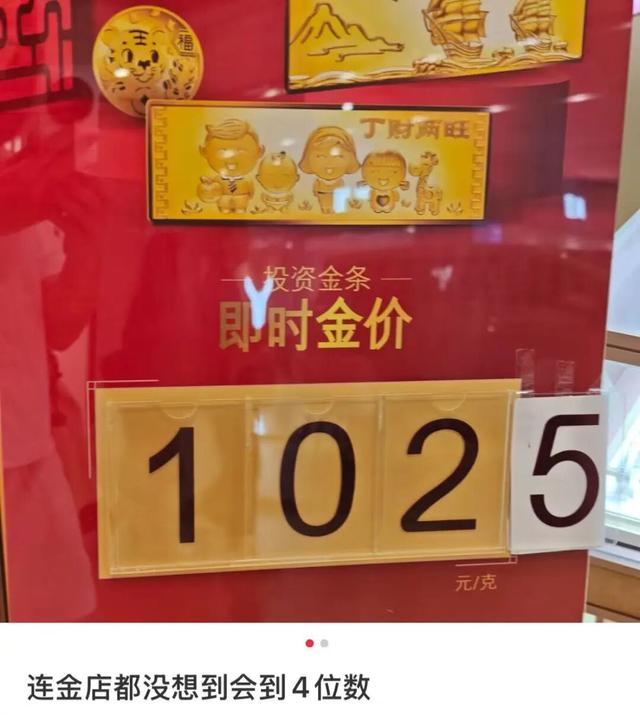 福
丁财两旺
投资金条
即时金价
1025
元/克
连金店都没想到会到4位数